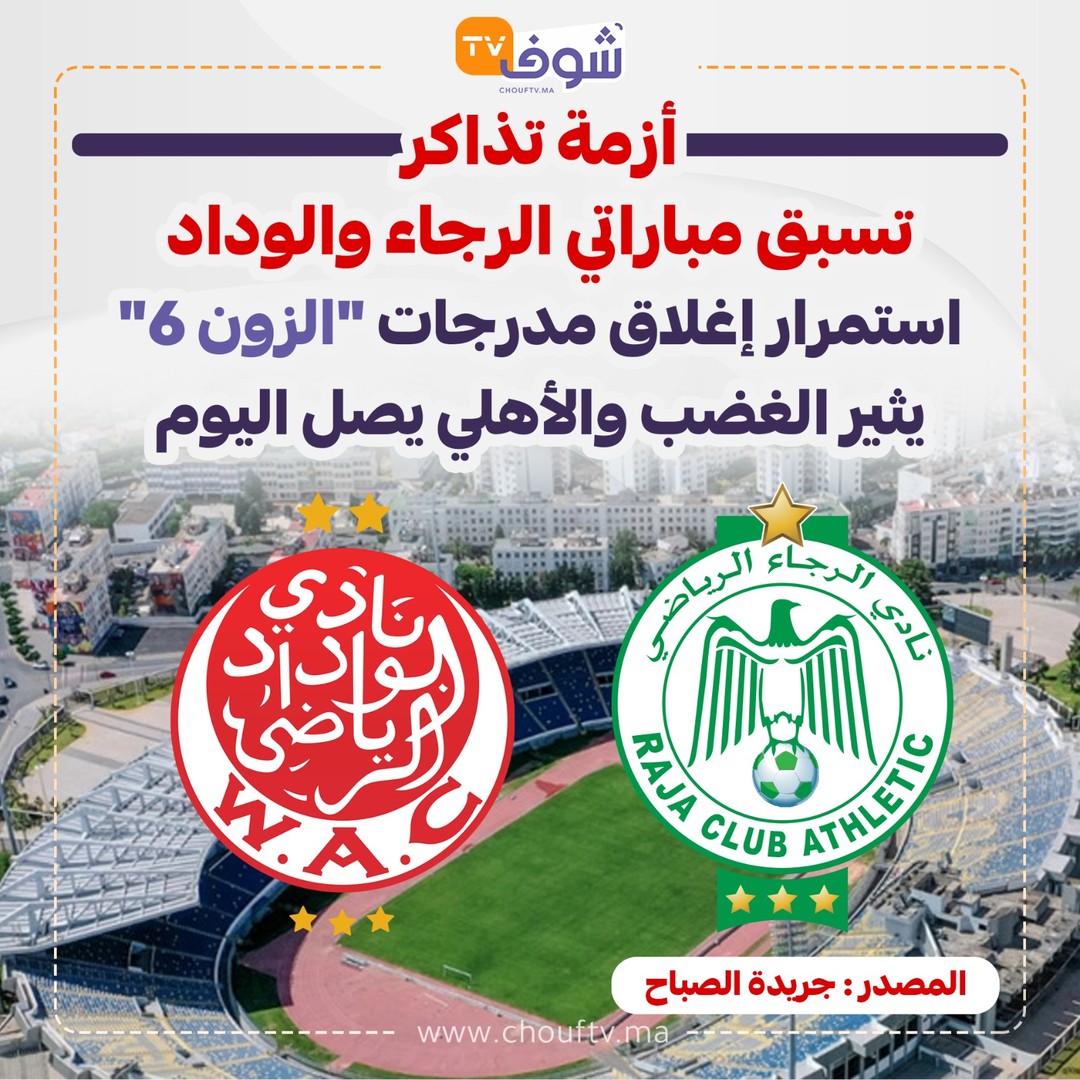 TV شوف
CHOUFTV.MA
أزمة تذاكر
تسبق مباراتي الرجاء والوداد
استمرار إغلاق مدرجات "الزون 6"
يثير الغضب والأهلي يصل اليوم
نادي
الوداد
الرياضي
W.A.C
نادي الرجاء الرياضي
RAJA CLUB ATHLETIC
المصدر : جريدة الصباح
www.chouftv.ma